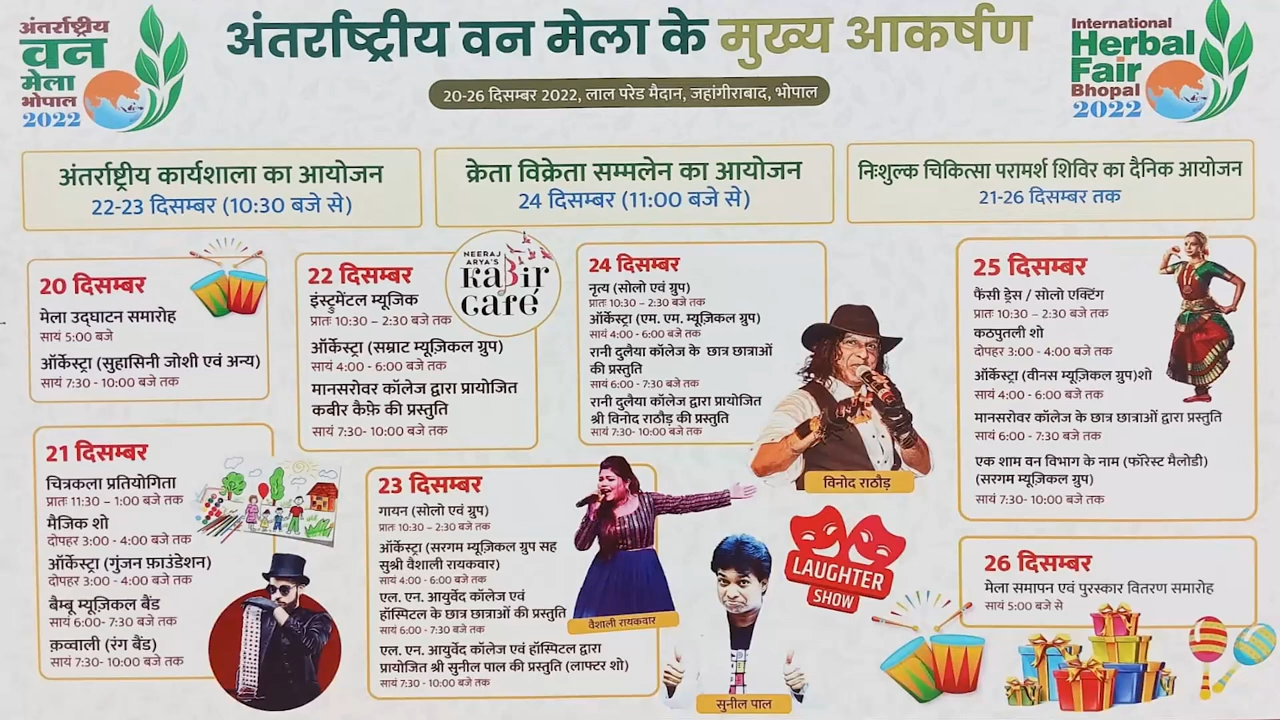 अंतर्राष्ट्रीय
वन
मेला
भोपाल
2022
अंतर्राष्ट्रीय वन मेला के मुख्य आकर्षण
20-26 दिसम्बर 2022, लाल परेड मैदान, जहांगीराबाद, भोपाल
International
Herbal
Fair
Bhopal
2022
अंतर्राष्ट्रीय कार्यशाला का आयोजन
22-23 दिसम्बर (10:30 बजे से)
क्रेता विक्रेता सम्मलेन का आयोजन
24 दिसम्बर (11:00 बजे से)
निःशुल्क चिकित्सा परामर्श शिविर का दैनिक आयोजन
21-26 दिसम्बर तक
20 दिसम्बर
मेला उद्घाटन समारोह
सायं 5:00 बजे
ऑर्केस्ट्रा (सुहासिनी जोशी एवं अन्य)
सायं 7:30 - 10:00 बजे तक
21 दिसम्बर
चित्रकला प्रतियोगिता
प्रातः 11:30 – 1:00 बजे तक
मैजिक शो
दोपहर 3:00 - 4:00 बजे तक
ऑर्केस्ट्रा (गुंजन फ़ाउंडेशन)
दोपहर 3:00 - 4:00 बजे तक
बैम्बू म्यूज़िकल बैंड
सायं 6:00- 7:30 बजे तक
क़व्वाली (रंग बैंड)
सायं 7:30- 10:00 बजे तक
22 दिसम्बर
इंस्ट्रुमेंटल म्यूजिक
प्रातः 10:30 – 2:30 बजे तक
ऑर्केस्ट्रा (सम्राट म्यूज़िकल ग्रुप)
सायं 4:00 - 6:00 बजे तक
मानसरोवर कॉलेज द्वारा प्रायोजित
कबीर कैफ़े की प्रस्तुति
सायं 7:30- 10:00 बजे तक
NEERAJ
ARYA'S
KaBir
café
23 दिसम्बर
गायन (सोलो एवं ग्रुप)
प्रातः 10:30 – 2:30 बजे तक
ऑर्केस्ट्रा (सरगम म्यूज़िकल ग्रुप सह
सुश्री वैशाली रायकवार)
सायं 4:00 - 6:00 बजे तक
एल. एन. आयुर्वेद कॉलेज एवं
हॉस्पिटल के छात्र छात्राओं की प्रस्तुति
सायं 6:00 - 7:30 बजे तक
एल. एन. आयुर्वेद कॉलेज एवं हॉस्पिटल द्वारा
प्रायोजित श्री सुनील पाल की प्रस्तुति (लाफ्टर शो)
सायं 7:30 - 10:00 बजे तक
वैशाली रायकवार
24 दिसम्बर
नृत्य (सोलो एवं ग्रुप)
प्रातः 10:30 – 2:30 बजे तक
ऑर्केस्ट्रा (एम. एम. म्यूज़िकल ग्रुप)
सायं 4:00 - 6:00 बजे तक
रानी दुलैया कॉलेज के छात्र छात्राओं
की प्रस्तुति
सायं 6:00 - 7:30 बजे तक
रानी दुलैया कॉलेज द्वारा प्रायोजित
श्री विनोद राठौड़ की प्रस्तुति
सायं 7:30- 10:00 बजे तक
विनोद राठौड़
LAUGHTER
SHOW
सुनील पाल
25 दिसम्बर
फैंसी ड्रेस / सोलो एक्टिंग
प्रातः 10:30 – 2:30 बजे तक
कठपुतली शो
दोपहर 3:00 - 04:00 बजे तक
ऑर्केस्ट्रा (वीनस म्यूज़िकल ग्रुप)शो
सायं 4:00 - 6:00 बजे तक
मानसरोवर कॉलेज के छात्र छात्राओं द्वारा प्रस्तुति
सायं 6:00 - 7:30 बजे तक
एक शाम वन विभाग के नाम (फॉरेस्ट मैलोडी)
(सरगम म्यूज़िकल ग्रुप)
सायं 7:30- 10:00 बजे तक
26 दिसम्बर
मेला समापन एवं पुरस्कार वितरण समारोह
सायं 5:00 बजे से